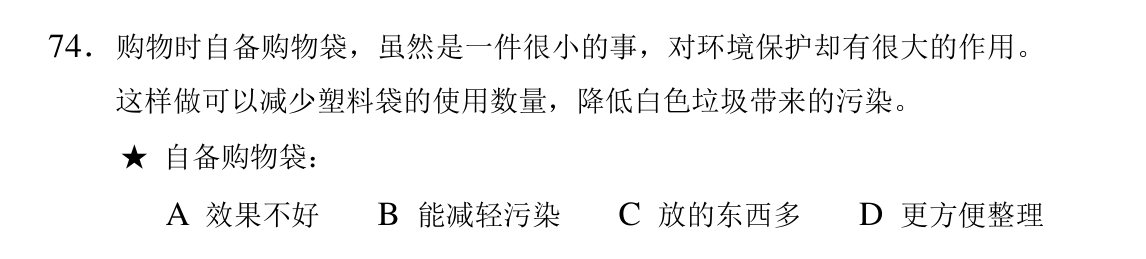 74．购物时自备购物袋，虽然是一件很小的事，对环境保护却有很大的作用。
这样做可以减少塑料袋的使用数量，降低白色垃圾带来的污染。
★ 自备购物袋：
A 效果不好 B 能减轻污染 C 放的东西多 D 更方便整理